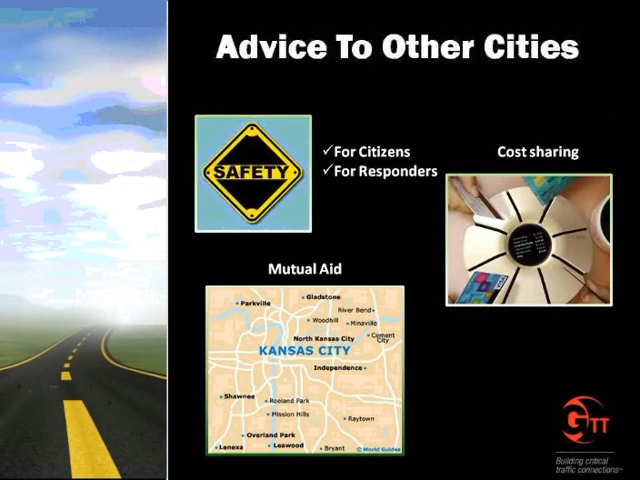 Advice To Other Cities
SAFETY
✓For Citizens
✓For Responders
Cost sharing
Mutual Aid
Gladstone
Parkville
River Bend
Woodhill
Minaville
North Kansas City
Cement
City
KANSAS CITY
Independence
Shawnee
Roeland Park
Mission Hills
Raytown
Overland Park
Lenexa
Leawood
Bryant
© World Guides
GTT
Building critical
traffic connections
VISA